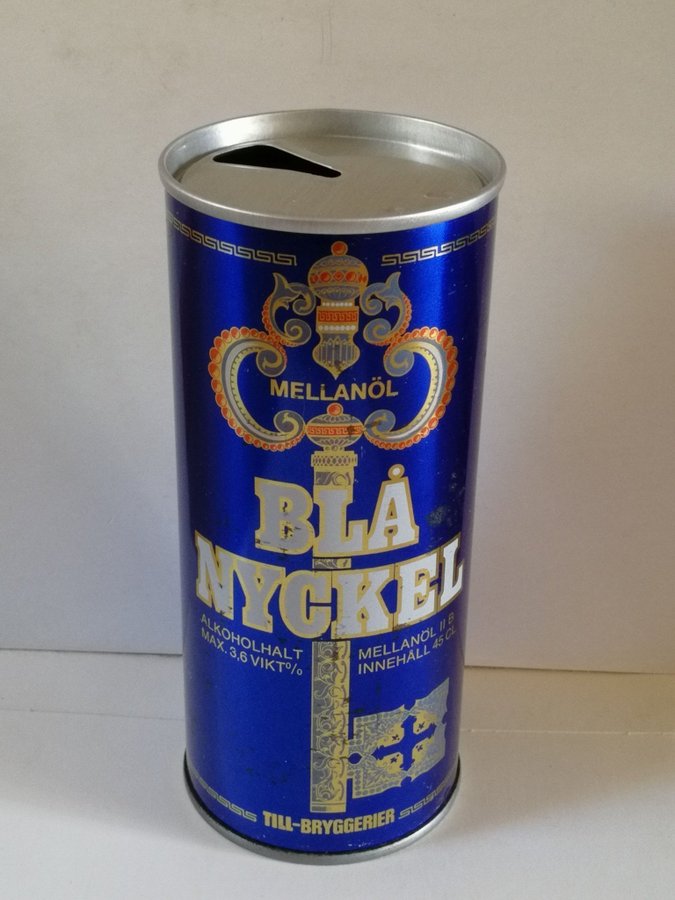 MELLANÖL
BLÅ
NYCKEL
ALKOHOLHALT
MAX. 3,6 VIKT%
MELLANÖL II B
INNEHÅLL 45 CL
TILL-BRYGGERIER